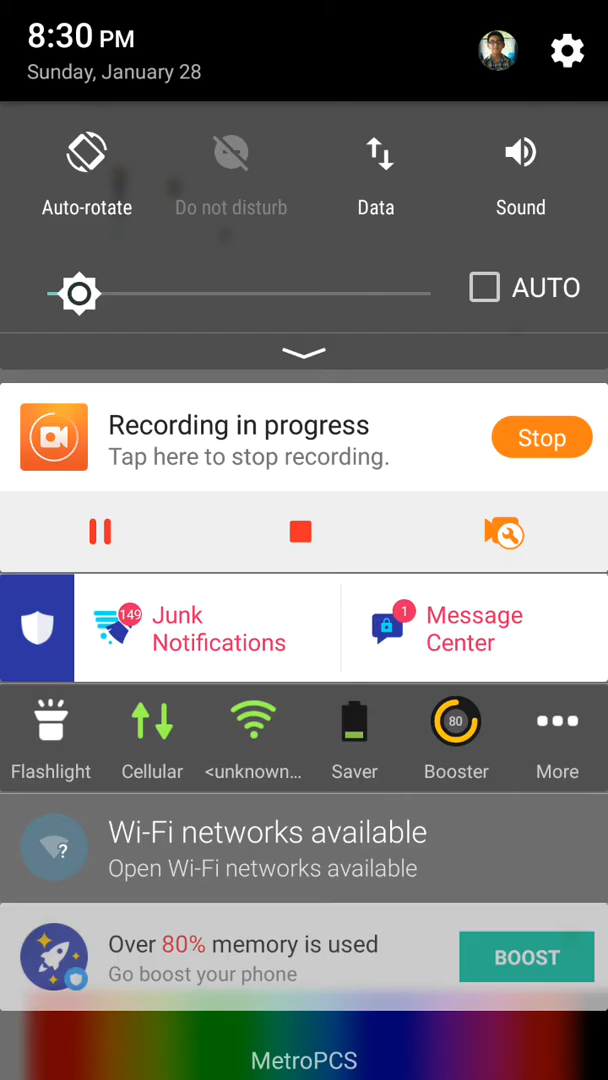 8:30 PM
Sunday, January 28
Auto-rotate
Do not disturb
Data
Sound
AUTO
Recording in progress
Tap here to stop recording.
Stop
149
Junk
Notifications
1
Message
Center
80
Flashlight
Cellular
<unknown...
Saver
Booster
More
?
Wi-Fi networks available
Open Wi-Fi networks available
Over 80% memory is used
Go boost your phone
BOOST
MetroPCS